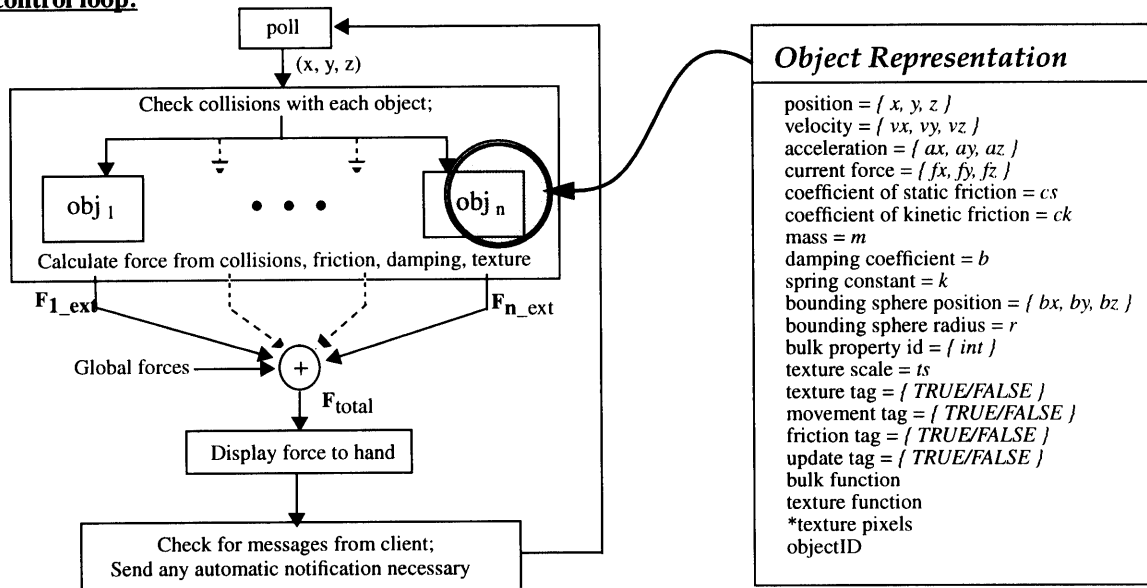 control loop:
poll
(x, y, z)
Check collisions with each object;
obj 1
• • •
obj n
Calculate force from collisions, friction, damping, texture
F1_ext
Fn_ext
Global forces
+
Ftotal
Display force to hand
Check for messages from client;
Send any automatic notification necessary
Object Representation
position = { x, y, z }
velocity = { vx, vy, vz }
acceleration = { ax, ay, az }
current force = { fx, fy, fz }
coefficient of static friction = cs
coefficient of kinetic friction = ck
mass = m
damping coefficient = b
spring constant = k
bounding sphere position = { bx, by, bz }
bounding sphere radius = r
bulk property id = { int }
texture scale = ts
texture tag = { TRUE/FALSE }
movement tag = { TRUE/FALSE }
friction tag = { TRUE/FALSE }
update tag = { TRUE/FALSE }
bulk function
texture function
*texture pixels
objectID